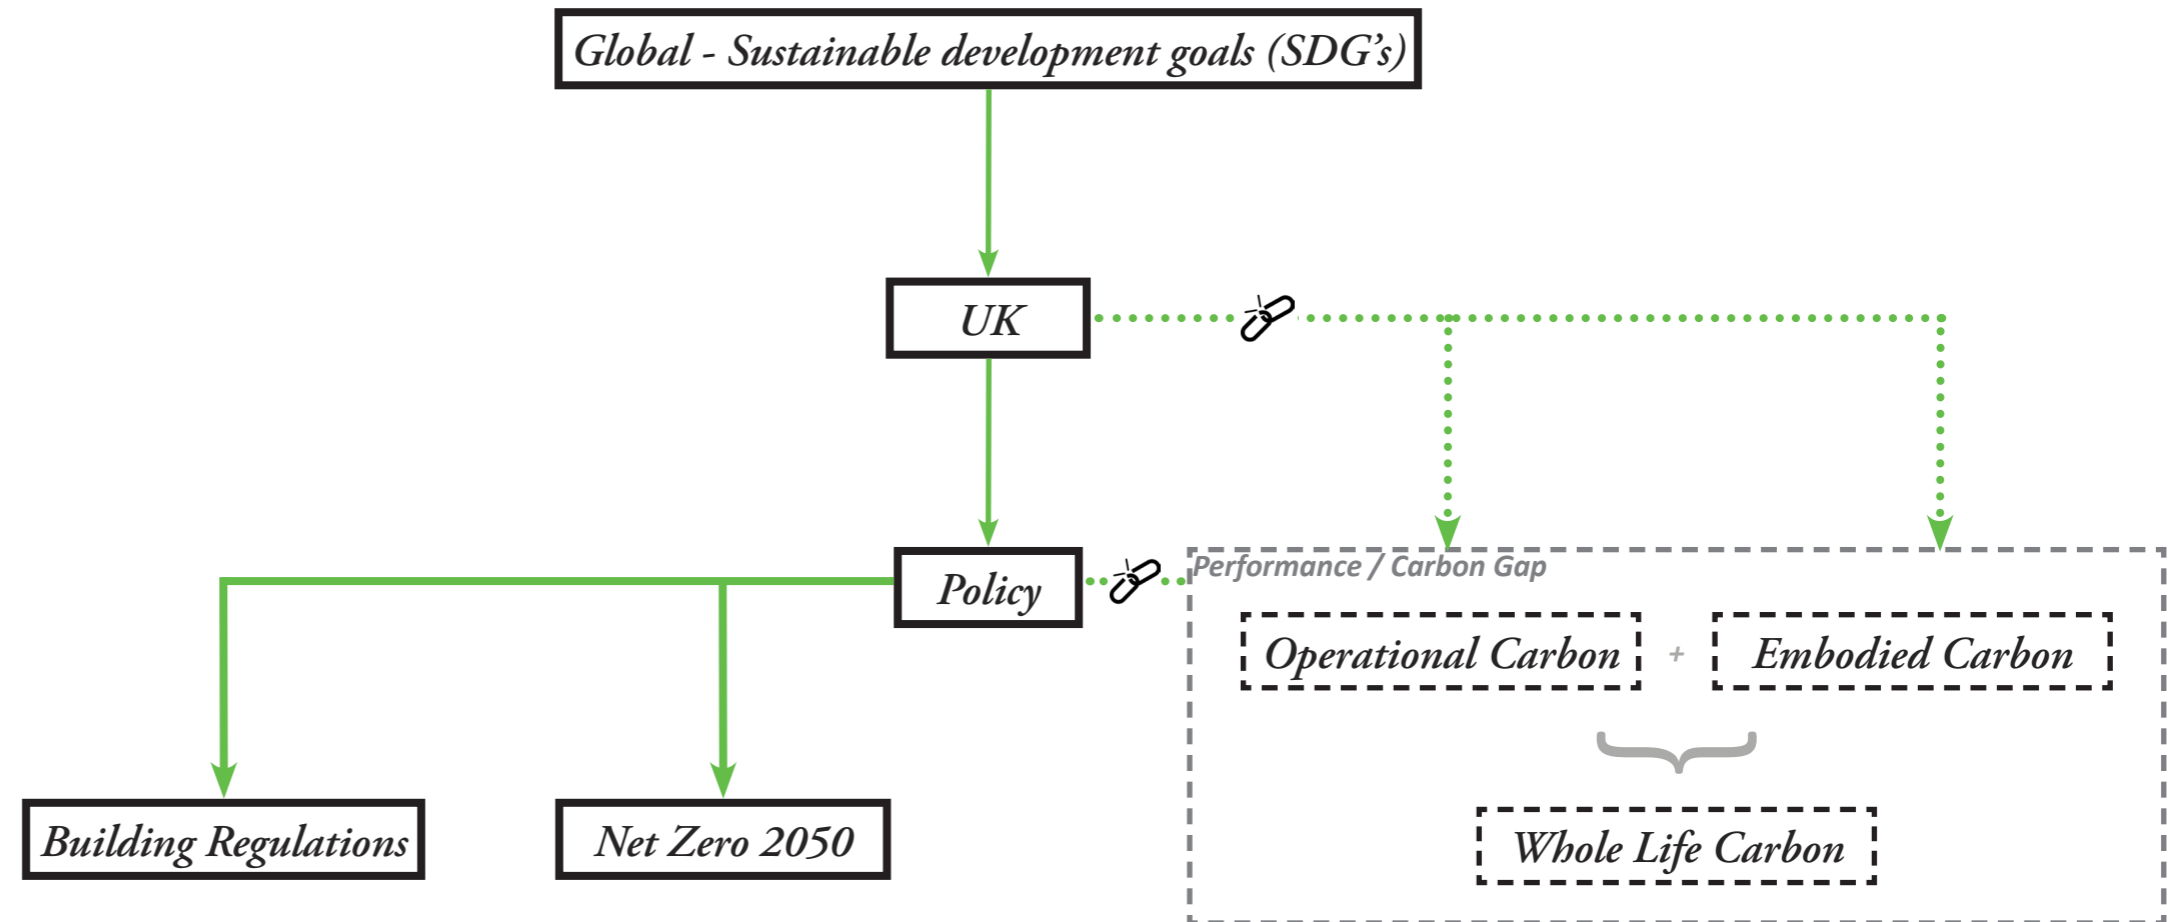 Global - Sustainable development goals (SDG's)
UK
Policy
Performance / Carbon Gap
Operational Carbon + Embodied Carbon
Building Regulations
Net Zero 2050
Whole Life Carbon